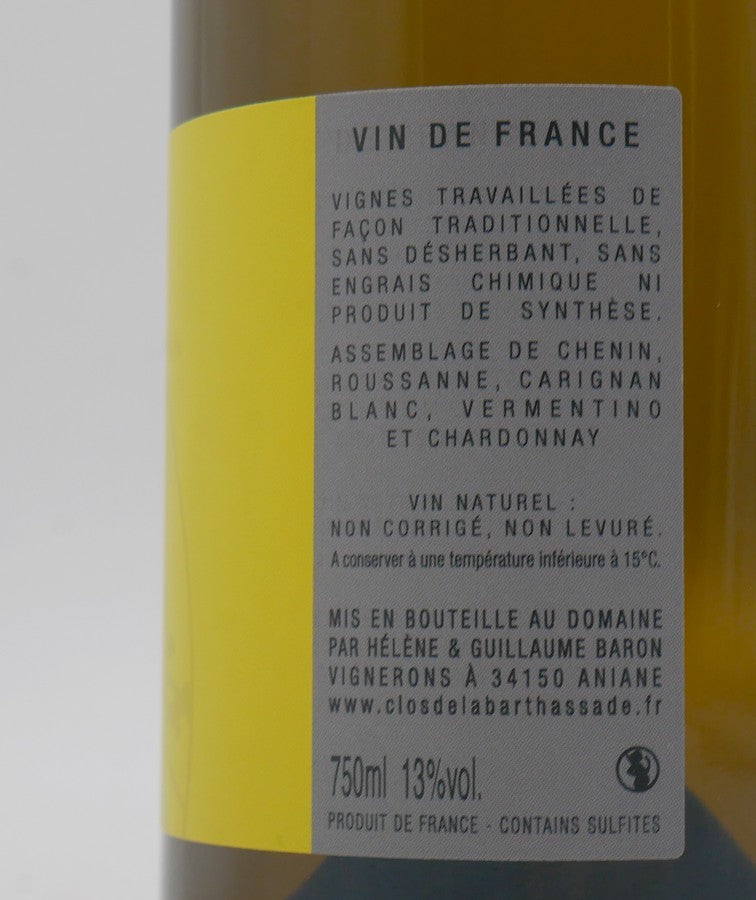 VIN DE FRANCE
VIGNES TRAVAILLÉES DE
FAÇON TRADITIONNELLE,
SANS DÉSHERBANT, SANS
ENGRAIS CHIMIQUE NI
PRODUIT DE SYNTHÈSE.
ASSEMBLAGE DE CHENIN,
ROUSSANNE, CARIGNAN
BLANC, VERMENTINO
ET CHARDONNAY
VIN NATUREL :
NON CORRIGÉ, NON LEVURÉ.
A conserver à une température inférieure à 15°C.
MIS EN BOUTEILLE AU DOMAINE
PAR HÉLÈNE & GUILLAUME BARON
VIGNERONS À 34150 ANIANE
www.closdelabarthassade.fr
750ml 13%vol.
PRODUIT DE FRANCE - CONTAINS SULFITES